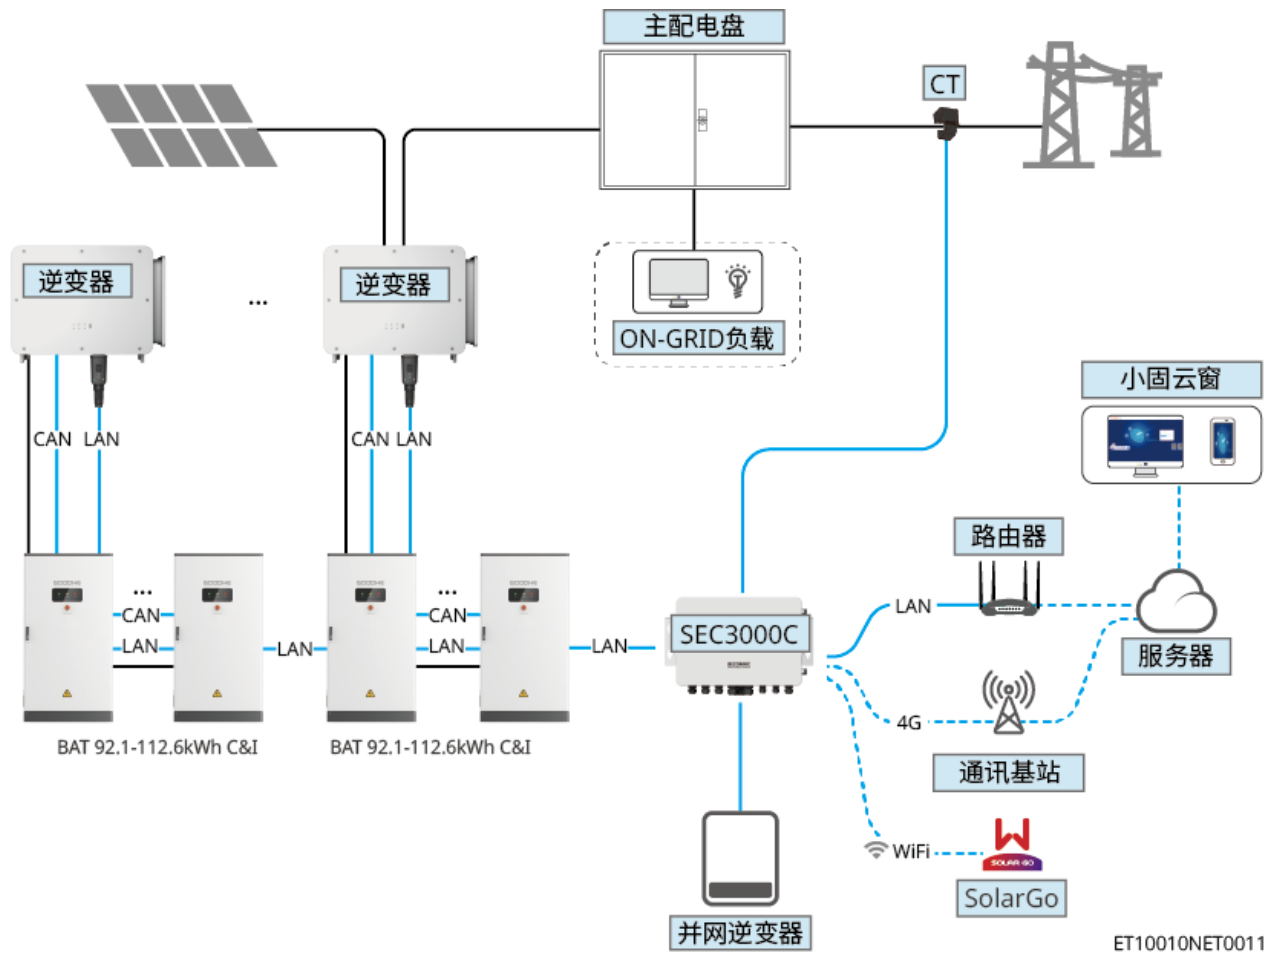 主配电盘
CT
逆变器
...
逆变器
ON-GRID负载
小固云窗
CAN
LAN
CAN
LAN
路由器
...
CAN
LAN
LAN
...
CAN
LAN
LAN
SEC3000C
LAN
服务器
4G
BAT 92.1-112.6kWh C&I
BAT 92.1-112.6kWh C&I
通讯基站
WiFi
SOLAR GO
SolarGo
并网逆变器
ET10010NET0011